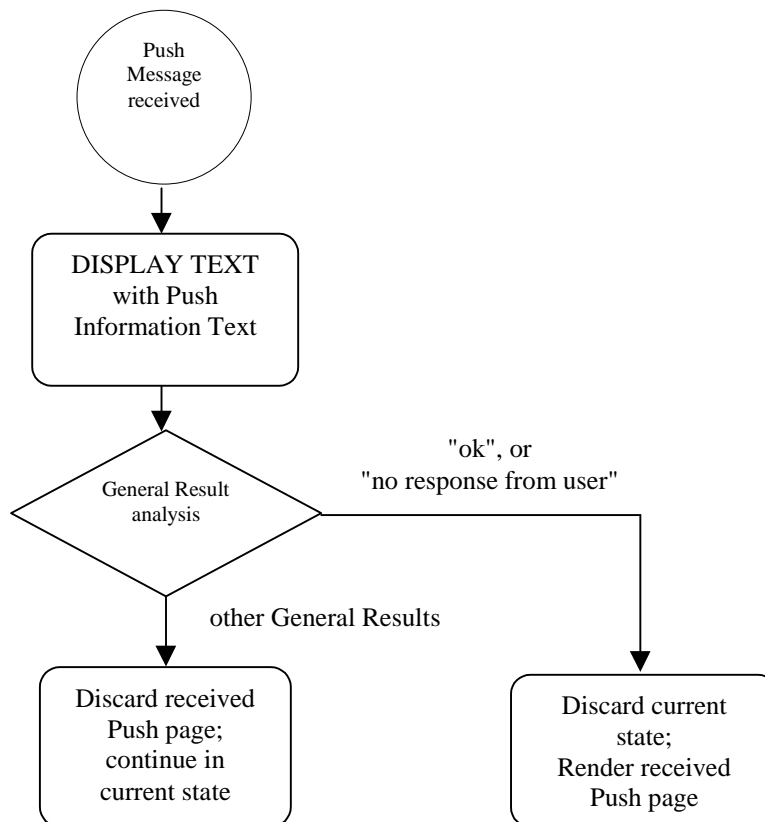 Push
Message
received
DISPLAY TEXT
with Push
Information Text
General Result
analysis
"ok", or
"no response from user"
other General Results
Discard received
Push page;
continue in
current state
Discard current
state;
Render received
Push page